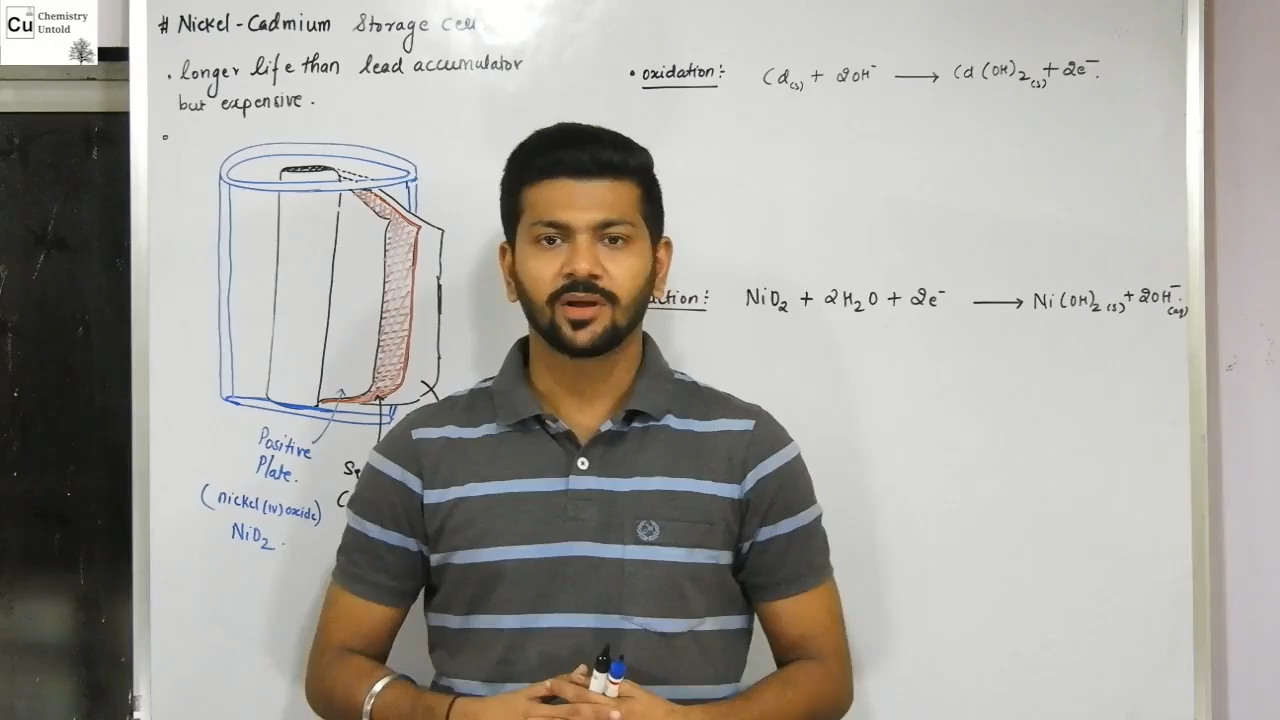 Cu
Chemistry
Untold
# Nickel-Cadmium Storage Cell.
• longer life than lead accumulator
but expensive.
• oxidation:- Cd(s) + 2OH⁻ ⟶ Cd(OH)₂(s) + 2e⁻.
NiO₂ + 2H₂O + 2e⁻ ⟶ Ni(OH)₂(s) + 2OH⁻(aq).
Positive
Plate.
(nickel(IV)oxide)
NiO₂.